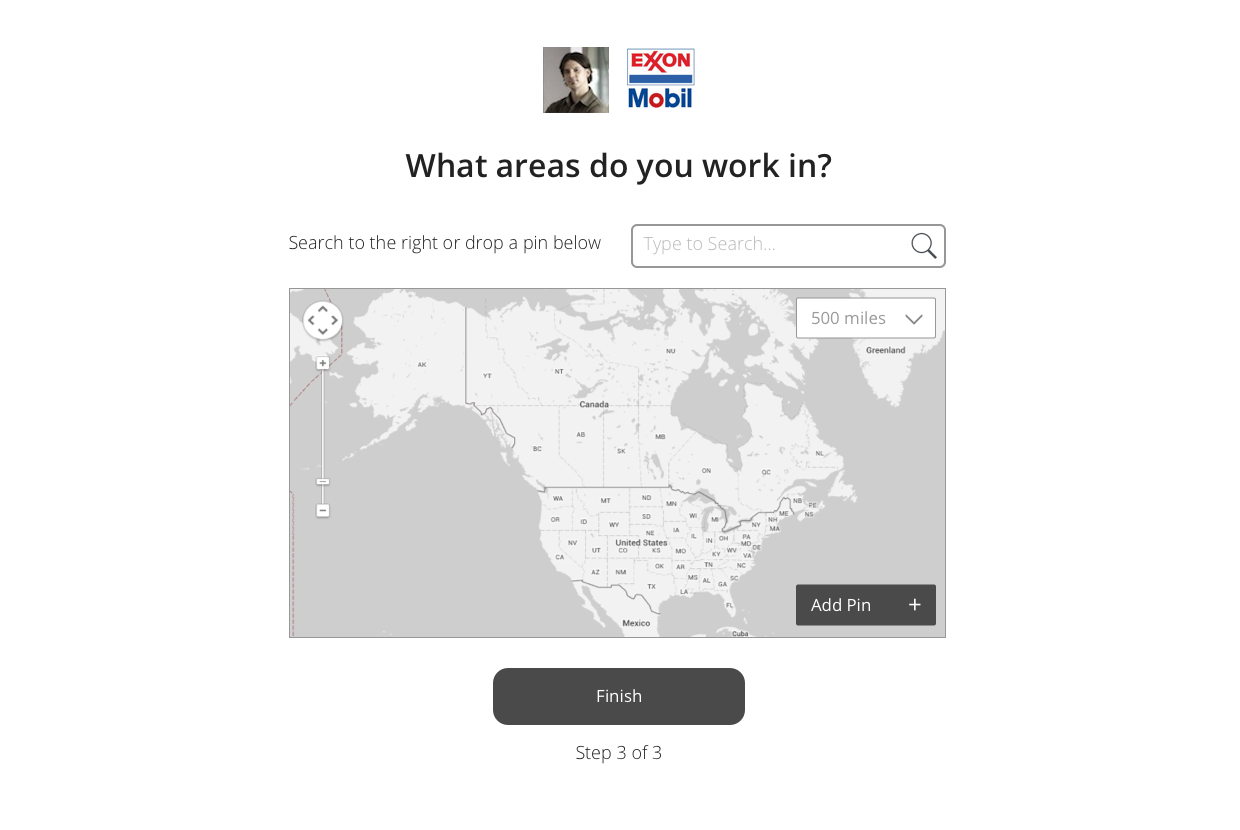 EXXON
Mobil
What areas do you work in?
Search to the right or drop a pin below
Type to Search...
500 miles
Greenland
NU
AK
YT
NT
Canada
AB
MB
BC
SK
ON
QC
NL
WA
MT
ND
MN
NB
PE
OR
ID
SD
WI
MI
ME
NS
WY
NH
NY
MA
NV
NE
IA
IL
IN
OH
PA
United States
MD
UT
CO
KS
MO
KY
WV
DE
VA
CA
OK
AR
TN
NC
AZ
NM
TX
MS
AL
GA
SC
LA
FL
Mexico
Cuba
Add Pin +
Finish
Step 3 of 3